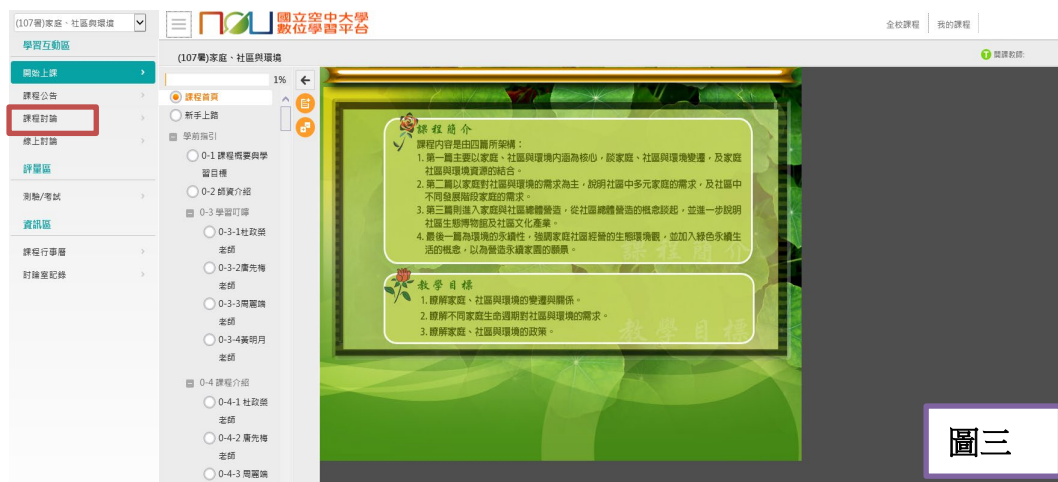 (107暑)家庭、社區與環境
學習互動區
開始上課
課程公告
課程討論
線上討論
評量區
測驗/考試
資訊區
課程行事曆
討論室記錄
nou 國立空中大學
數位學習平台
全校課程
我的課程
(107暑)家庭、社區與環境
T 開課教師:
1%
課程首頁
新手上路
學前指引
0-1 課程概要與學
習目標
0-2 師資介紹
0-3 學習叮嚀
0-3-1杜政榮
老師
0-3-2唐先梅
老師
0-3-3周麗端
老師
0-3-4黃明月
老師
0-4 課程介紹
0-4-1 杜政榮
老師
0-4-2 唐先梅
老師
0-4-3 周麗端
課程簡介
課程內容是由四篇所架構：
1.第一篇主要以家庭、社區與環境內涵為核心，談家庭、社區與環境變遷，及家庭
社區與環境資源的結合。
2.第二篇以家庭對社區與環境的需求為主，說明社區中多元家庭的需求，及社區中
不同發展階段家庭的需求。
3.第三篇則進入家庭與社區總體營造，從社區總體營造的概念談起，並進一步說明
社區生態博物館及社區文化產業。
4.最後一篇為環境的永續性，強調家庭社區經營的生態環境觀，並加入綠色永續生
活的概念，以為營造永續家園的願景。
課程簡介
教學目標
1.瞭解家庭、社區與環境的變遷與關係。
2.瞭解不同家庭生命週期對社區與環境的需求。
3.瞭解家庭、社區與環境的政策。
教學目標
圖三